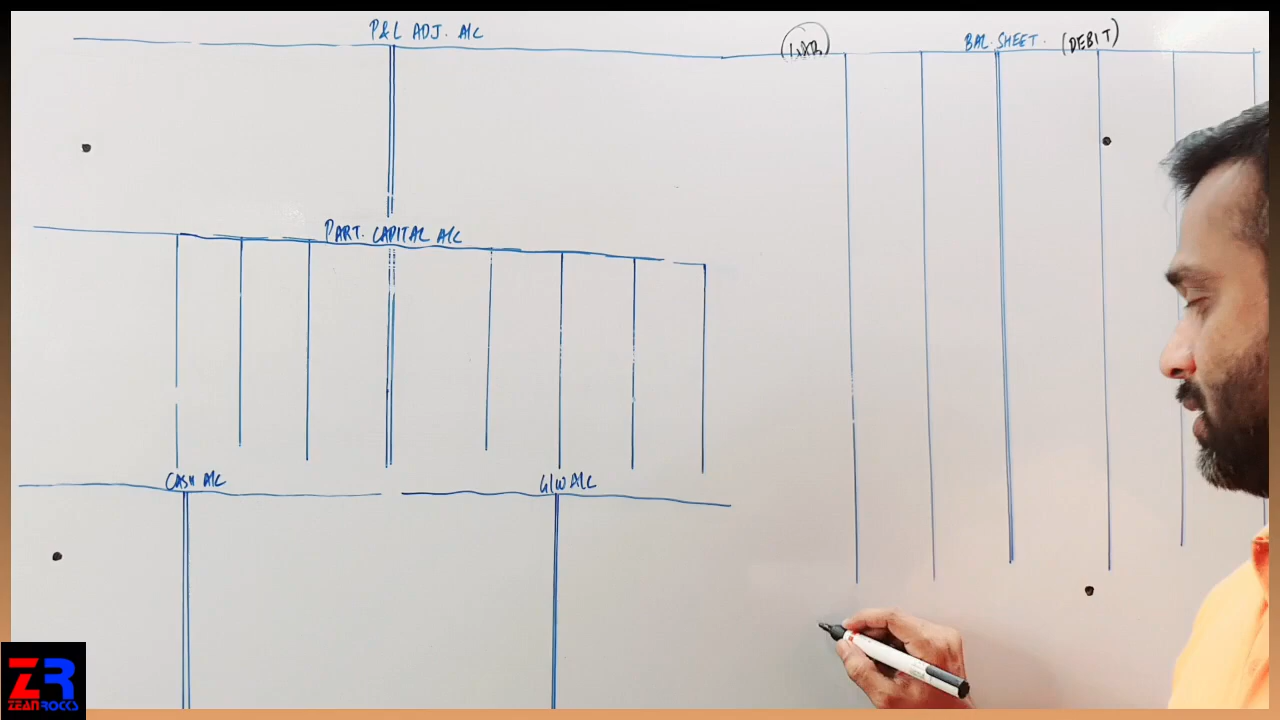 P&L ADJ. A/C
BAL. SHEET. (DEBIT)
PART. CAPITAL A/C
CASH A/C
G/W A/C
ZR
ZEAN ROCKS